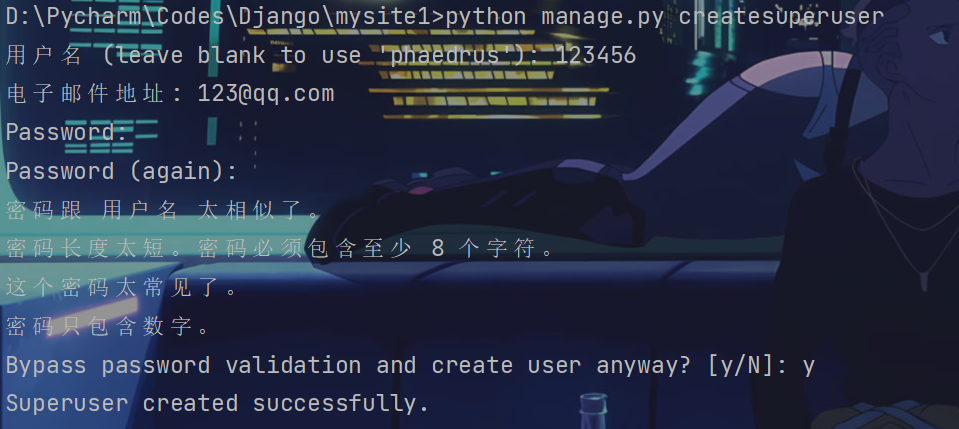 D:\Pycharm\Codes\Django\mysite1>python manage.py createsuperuser
用户名 (leave blank to use 'phaedrus'): 123456
电子邮件地址: 123@qq.com
Password:
Password (again):
密码跟 用户名 太相似了。
密码长度太短。密码必须包含至少 8 个字符。
这个密码太常见了。
密码只包含数字。
Bypass password validation and create user anyway? [y/N]: y
Superuser created successfully.